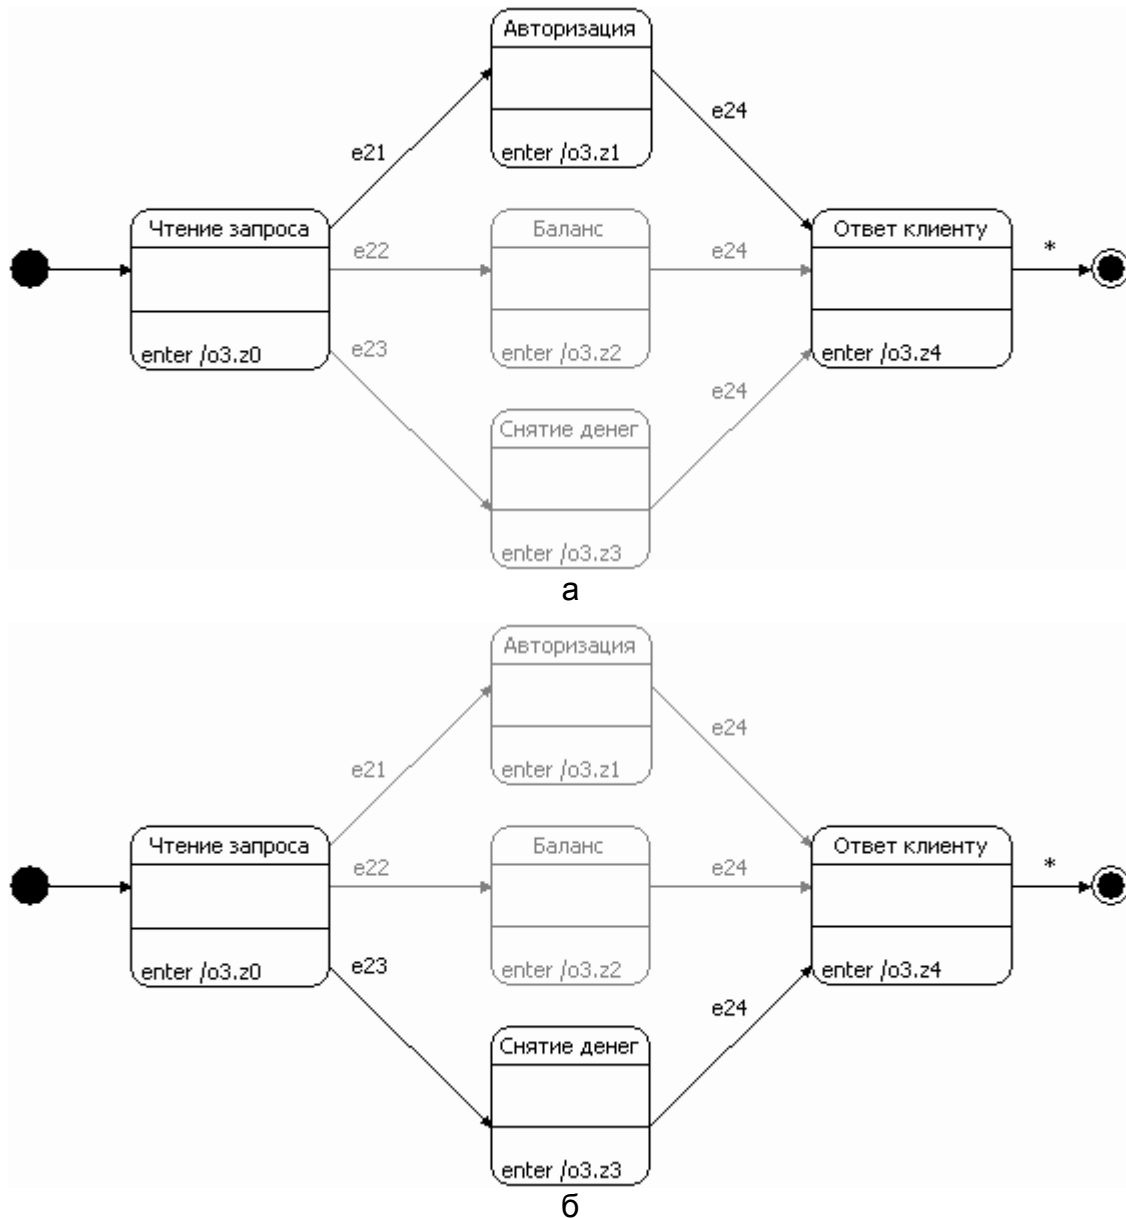 Авторизация
e24
enter /o3.z1
e21
Чтение запроса
Баланс
Ответ клиенту
e22
e24
*
enter /o3.z0
e23
enter /o3.z2
enter /o3.z4
e24
Снятие денег
enter /o3.z3
а
Авторизация
e24
enter /o3.z1
e21
Чтение запроса
Баланс
Ответ клиенту
e22
e24
*
enter /o3.z0
e23
enter /o3.z2
enter /o3.z4
e24
Снятие денег
enter /o3.z3
б